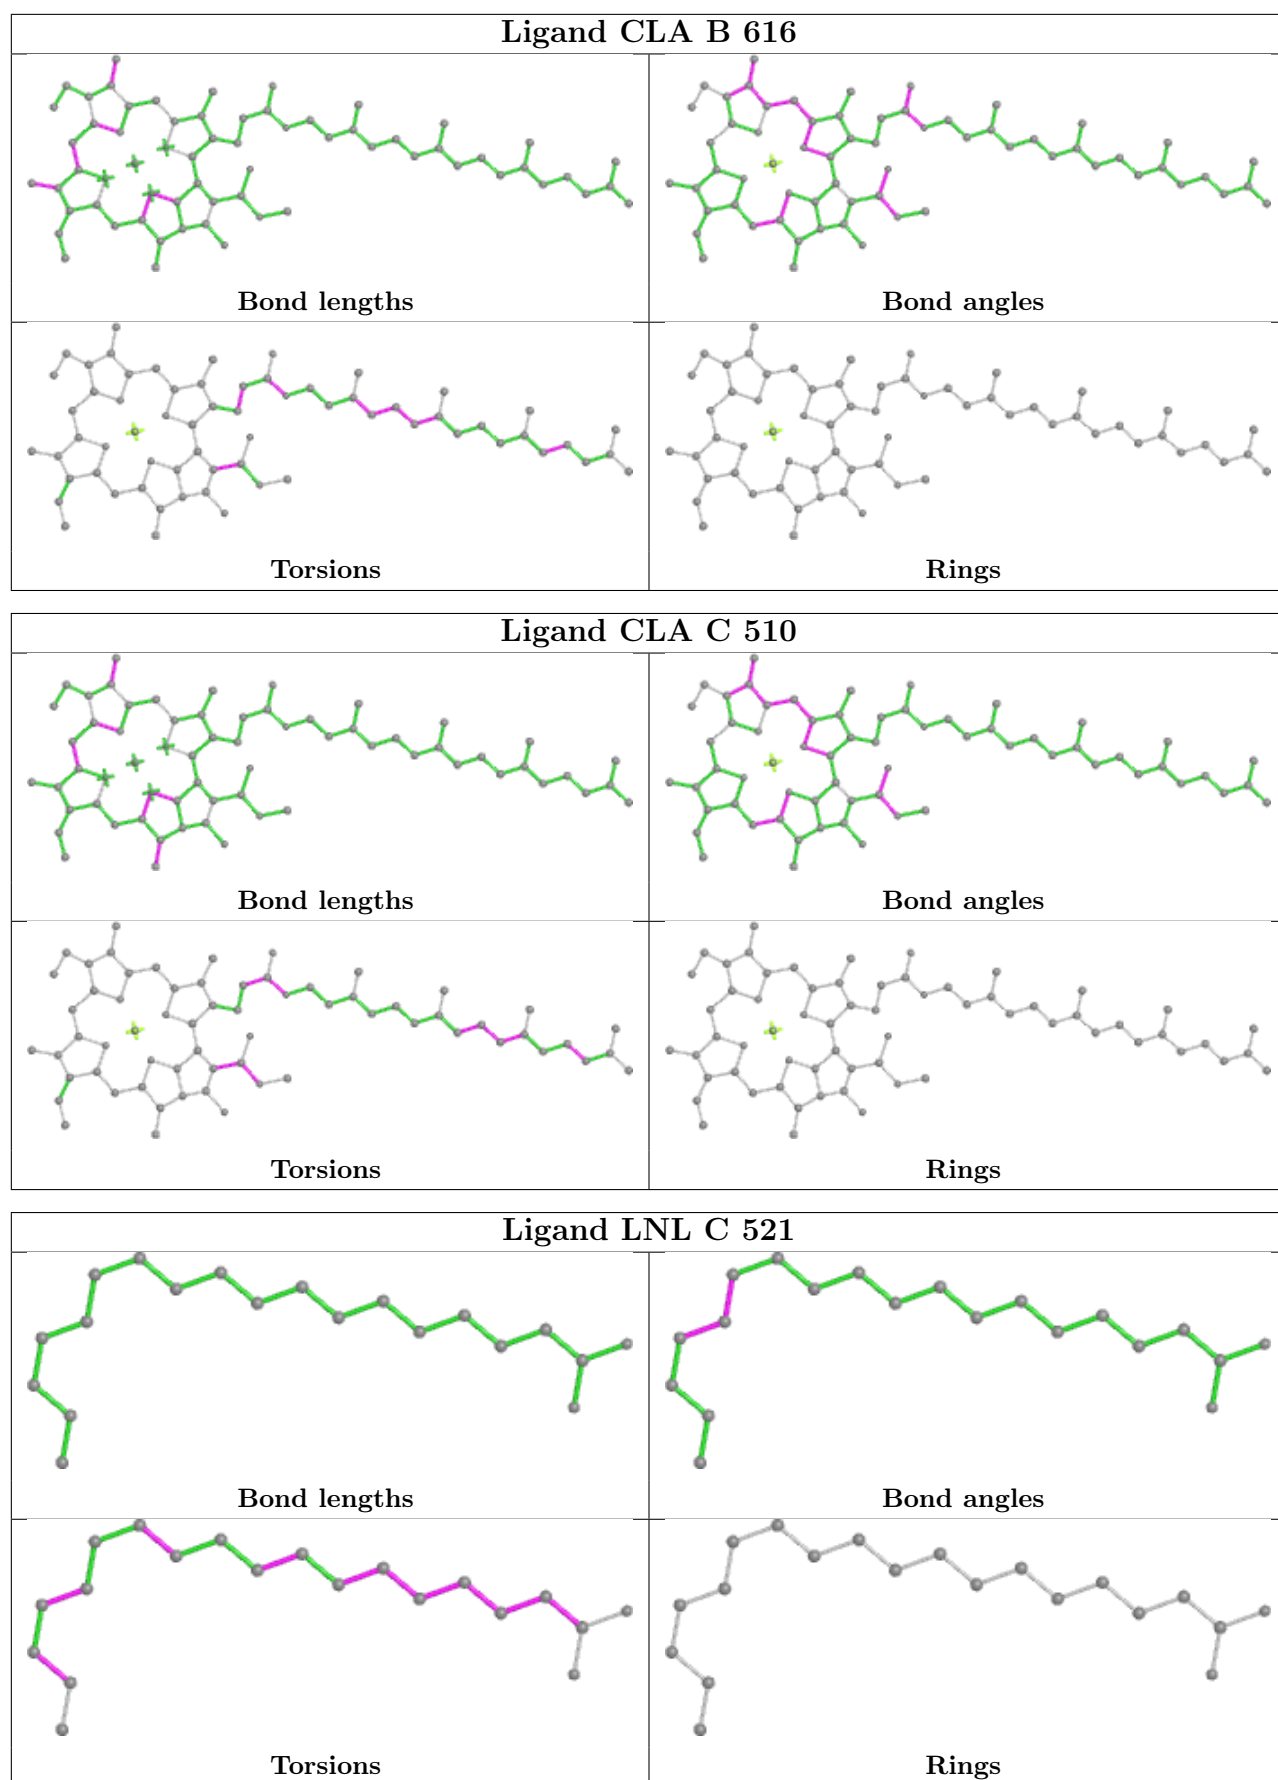 Ligand CLA B 616
Bond lengths
Bond angles
Torsions
Rings
Ligand CLA C 510
Bond lengths
Bond angles
Torsions
Rings
Ligand LNL C 521
Bond lengths
Bond angles
Torsions
Rings